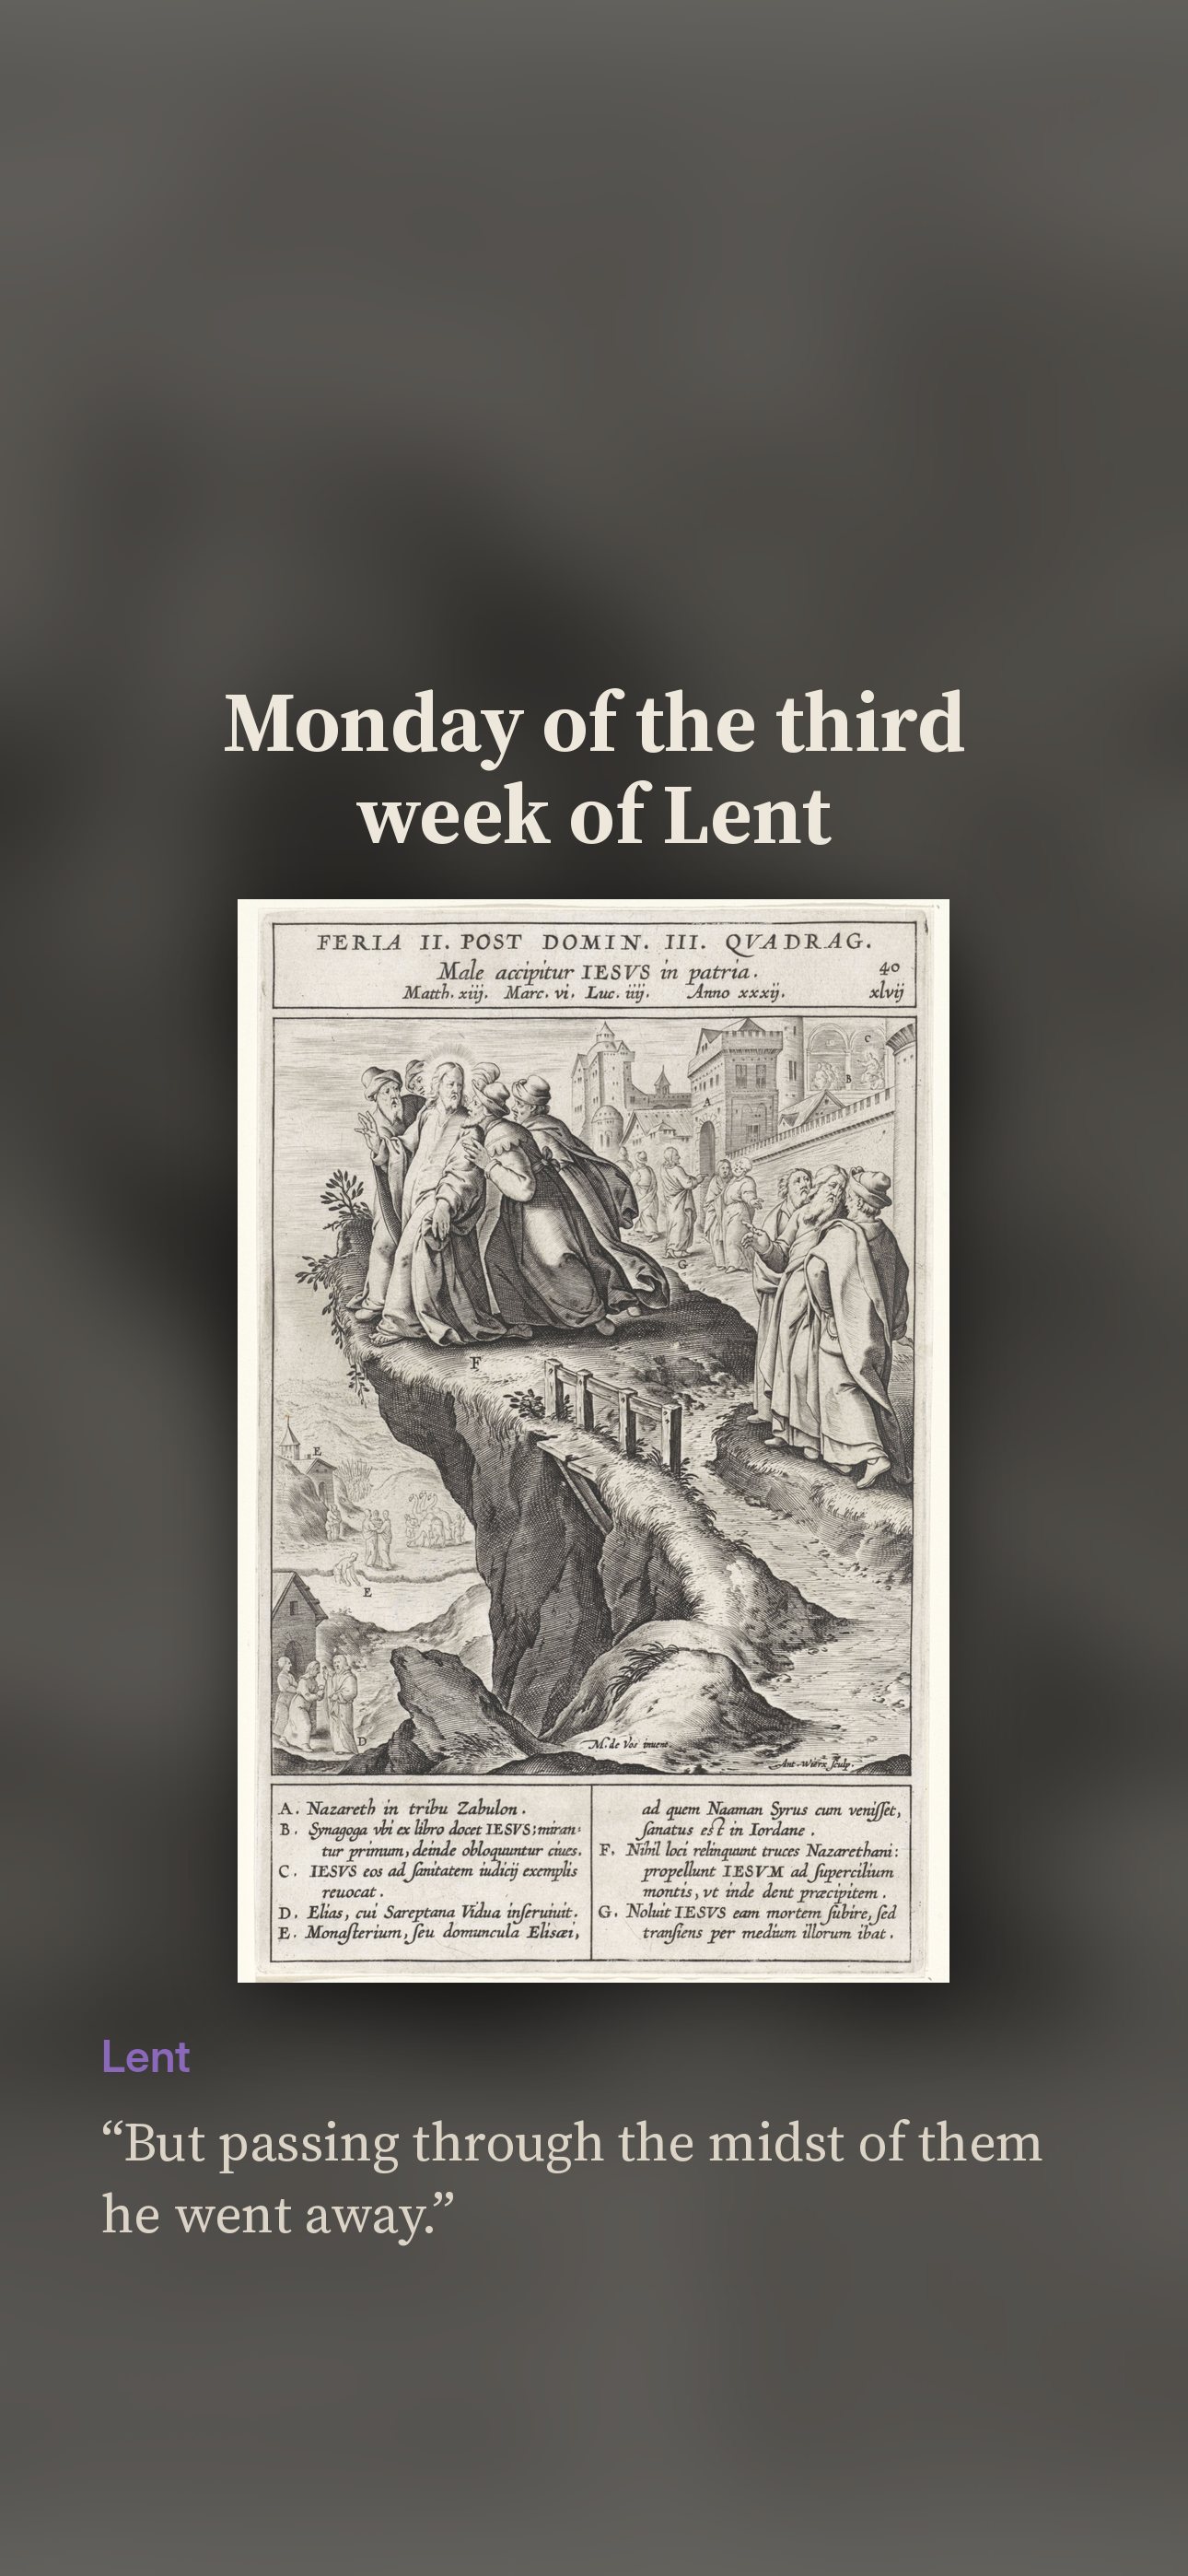 Monday of the third
week of Lent
FERIA II. POST DOMIN. III. QVADRAG.
Male accipitur IESVS in patria.
40
Matth. xiij. Marc. vi. Luc. iiij. Anno xxxij.
xlvij
C
B
A
G
F
E
E
D
M. de Vos inuent.
Ant. Wierx sculp.
A. Nazareth in tribu Zabulon.
B. Synagoga vbi ex libro docet IESVS; miran:
tur primum, deinde obloquuntur ciues.
C. IESVS eos ad sanitatem iudicij exemplis
reuocat.
D. Elias, cui Sareptana Vidua inseruiuit.
E. Monasterium, seu domuncula Elisæi,
ad quem Naaman Syrus cum venisset,
sanatus est in Iordane.
F. Nihil loci relinquunt truces Nazarethani:
propellunt IESVM ad supercilium
montis, vt inde dent præcipitem.
G. Noluit IESVS eam mortem subire, sed
transiens per medium illorum ibat.
Lent
“But passing through the midst of them
he went away.”